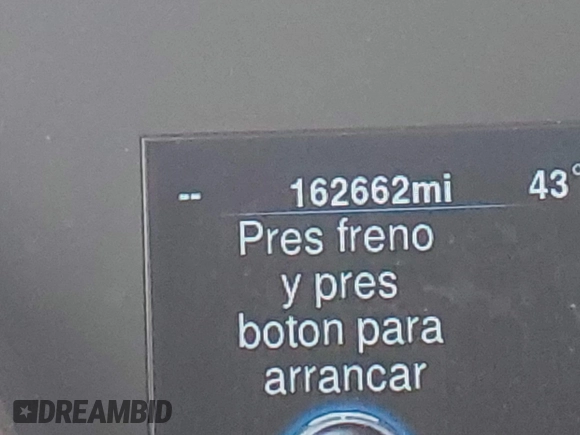 -- 162662mi 43°
Pres freno
y pres
boton para
arrancar
DREAMBID